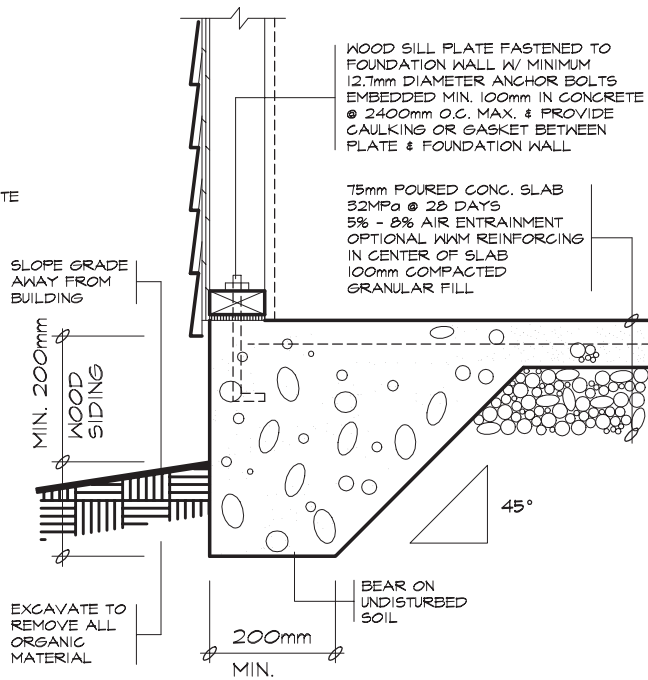 WOOD SILL PLATE FASTENED TO
FOUNDATION WALL W/ MINIMUM
12.7mm DIAMETER ANCHOR BOLTS
EMBEDDED MIN. 100mm IN CONCRETE
@ 2400mm O.C. MAX. & PROVIDE
CAULKING OR GASKET BETWEEN
PLATE & FOUNDATION WALL
75mm POURED CONC. SLAB
32MPa @ 28 DAYS
5% - 8% AIR ENTRAINMENT
OPTIONAL WWM REINFORCING
IN CENTER OF SLAB
100mm COMPACTED
GRANULAR FILL
TE
SLOPE GRADE
AWAY FROM
BUILDING
MIN. 200mm
WOOD
SIDING
45°
EXCAVATE TO
REMOVE ALL
ORGANIC
MATERIAL
BEAR ON
UNDISTURBED
SOIL
200mm
MIN.